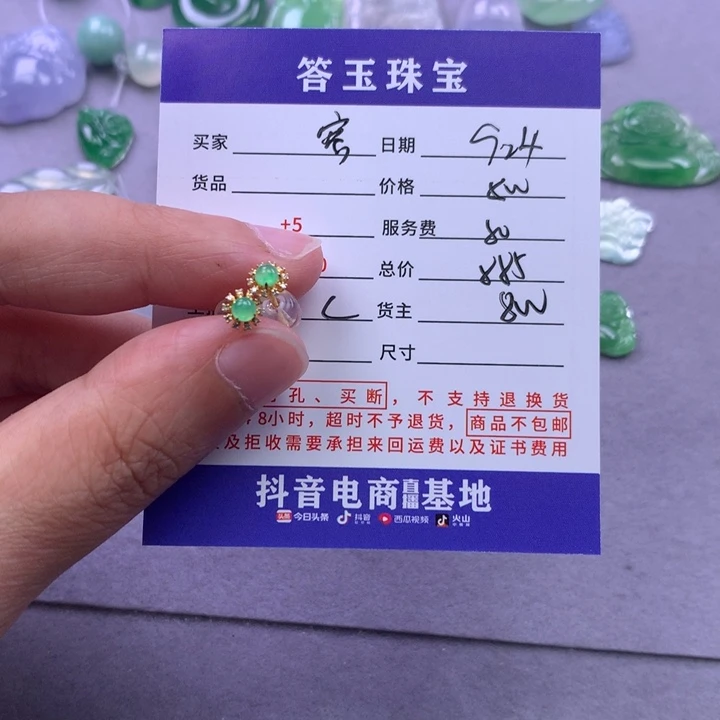 答玉珠宝
买家 日期 924
货品 价格
+5 服务费 80
总价
货主
尺寸
孔、买断，不支持退换货
8小时，超时不予退货，商品不包邮
及拒收需要承担来回运费以及证书费用
抖音电商直播基地
头条 今日头条 抖音 西瓜视频 火山